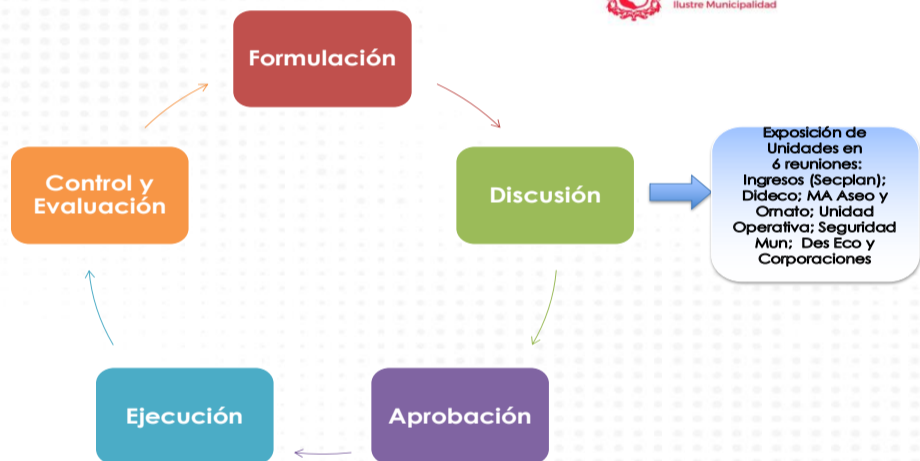 Ilustre Municipalidad
Formulación
Control y
Evaluación
Discusión
Exposición de
Unidades en
6 reuniones:
Ingresos (Secplan);
Dideco; MA Aseo y
Ornato; Unidad
Operativa; Seguridad
Mun; Des Eco y
Corporaciones
Ejecución
Aprobación